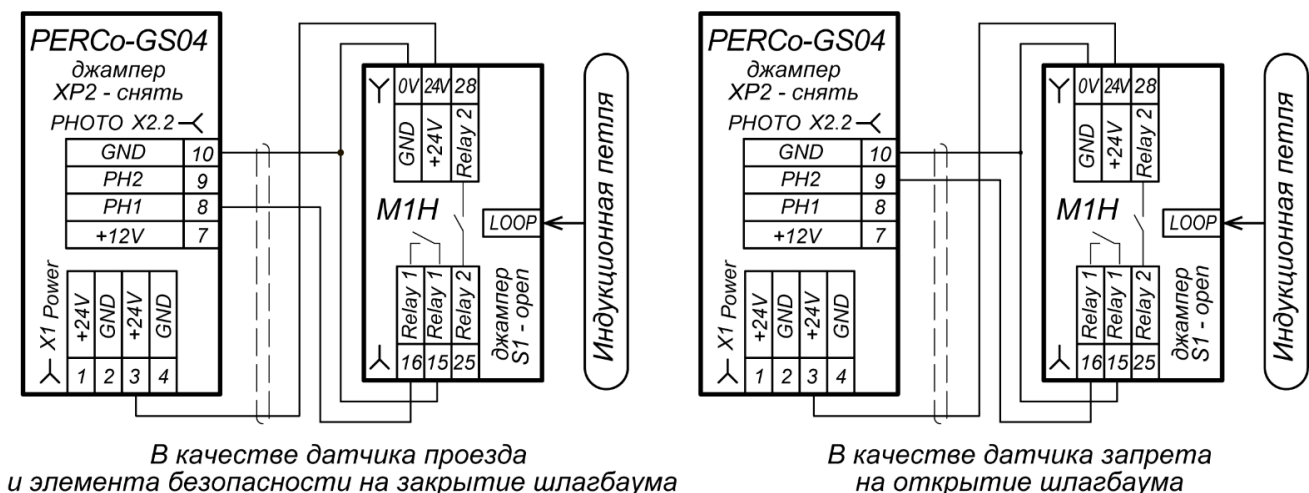 PERCo-GS04
джампер
XP2 - снять
PHOTO X2.2
GND 10
PH2 9
PH1 8
+12V 7
X1 Power
+24V GND +24V GND
1 2 3 4
0V 24V 28
GND +24V Relay 2
M1H
LOOP
Relay 1 Relay 1 Relay 2
16 15 25
джампер
S1 - open
Индукционная петля
В качестве датчика проезда
и элемента безопасности на закрытие шлагбаума
PERCo-GS04
джампер
XP2 - снять
PHOTO X2.2
GND 10
PH2 9
PH1 8
+12V 7
X1 Power
+24V GND +24V GND
1 2 3 4
0V 24V 28
GND +24V Relay 2
M1H
LOOP
Relay 1 Relay 1 Relay 2
16 15 25
джампер
S1 - open
Индукционная петля
В качестве датчика запрета
на открытие шлагбаума